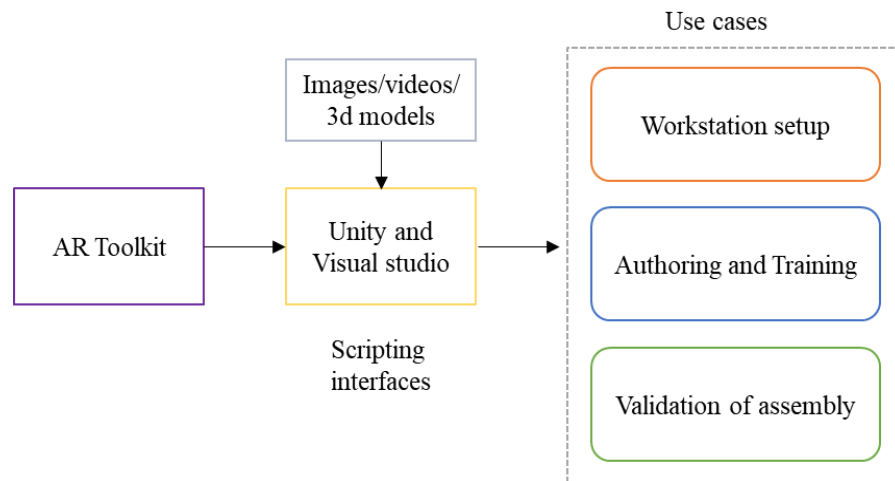 Use cases
Images/videos/
3d models
Workstation setup
AR Toolkit
Unity and
Visual studio
Authoring and Training
Scripting
interfaces
Validation of assembly